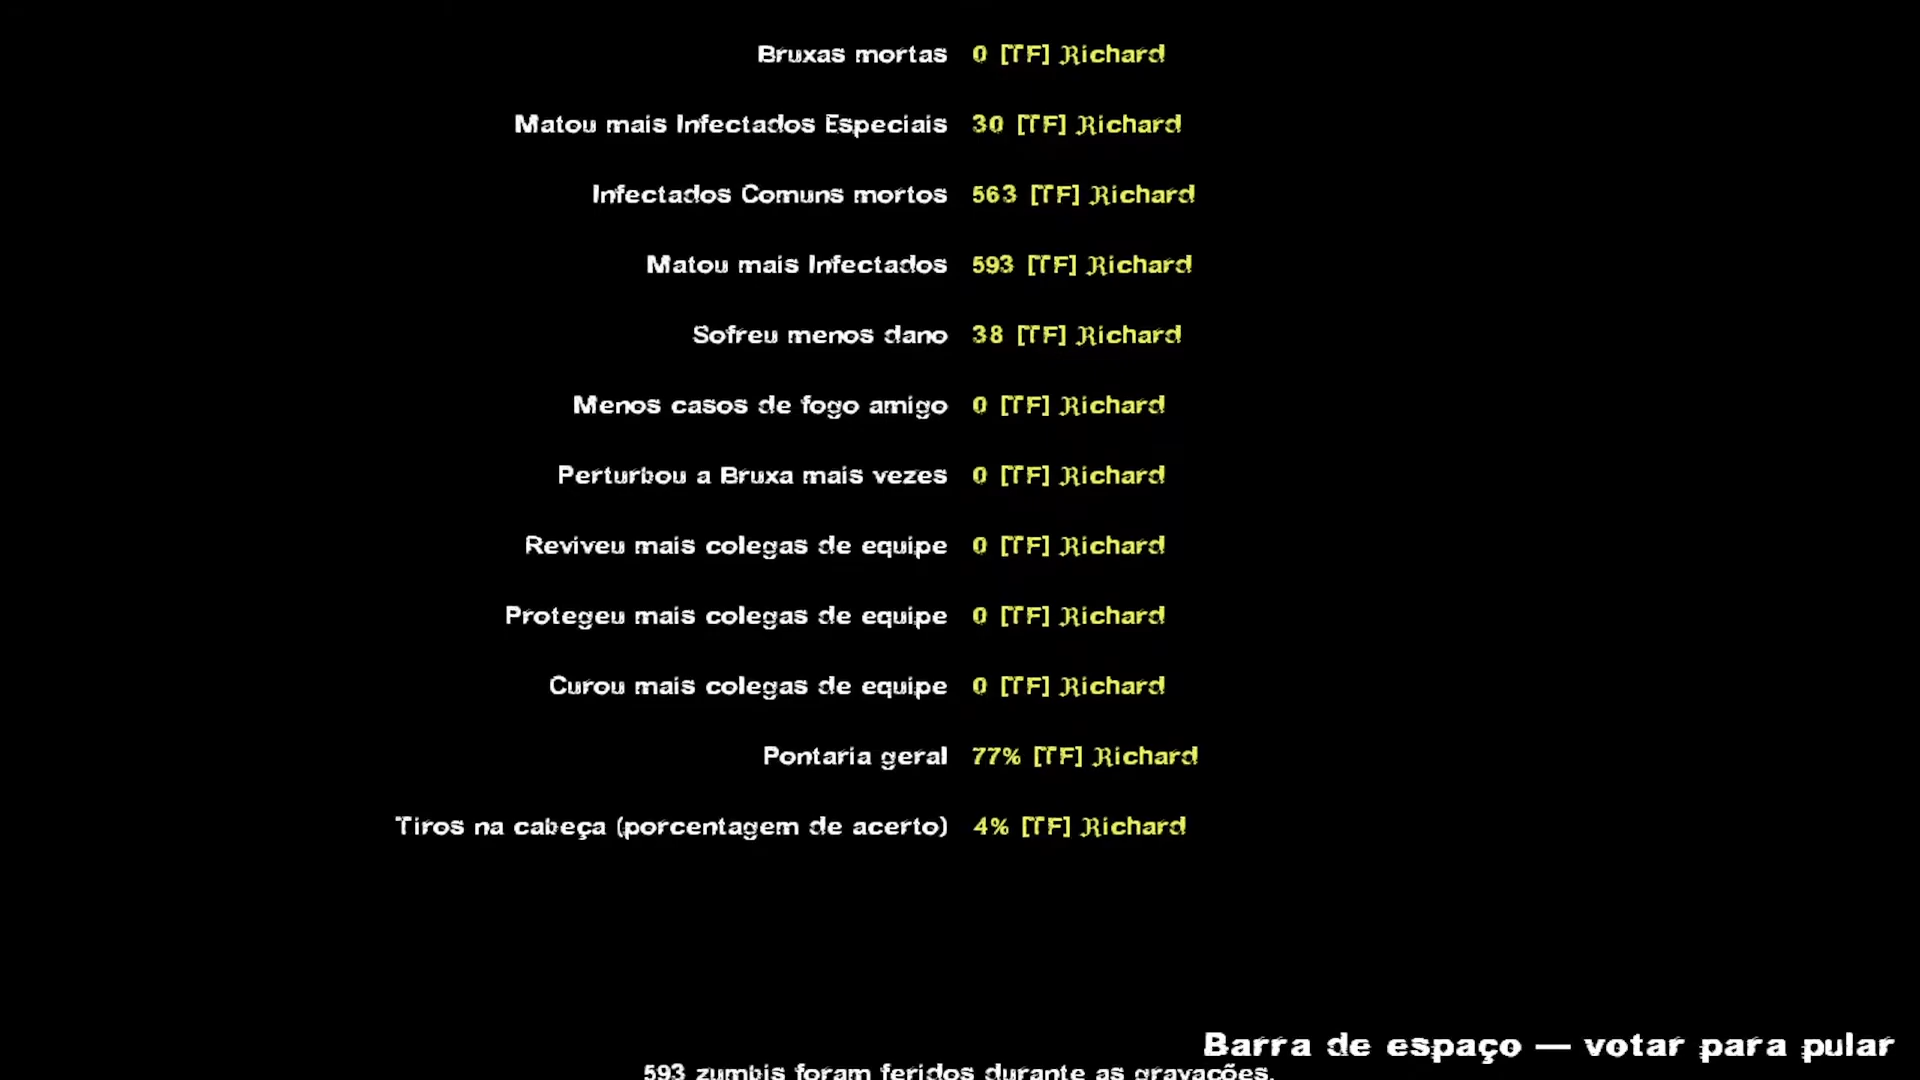 Bruxas mortas 0 [TF] ℜichard
Matou mais Infectados Especiais 30 [TF] ℜichard
Infectados Comuns mortos 563 [TF] ℜichard
Matou mais Infectados 593 [TF] ℜichard
Sofreu menos dano 38 [TF] ℜichard
Menos casos de fogo amigo 0 [TF] ℜichard
Perturbou a Bruxa mais vezes 0 [TF] ℜichard
Reviveu mais colegas de equipe 0 [TF] ℜichard
Protegeu mais colegas de equipe 0 [TF] ℜichard
Curou mais colegas de equipe 0 [TF] ℜichard
Pontaria geral 77% [TF] ℜichard
Tiros na cabeça (porcentagem de acerto) 4% [TF] ℜichard
Barra de espaço — votar para pular
593 zumbis foram feridos durante as gravações.